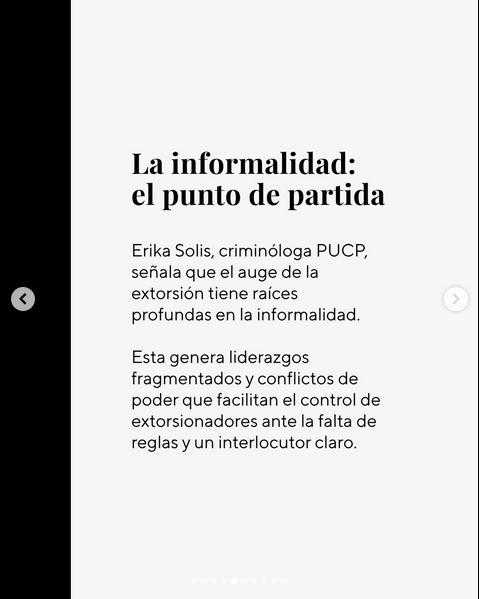 La informalidad:
el punto de partida
Erika Solis, criminóloga PUCP,
señala que el auge de la
extorsión tiene raíces
profundas en la informalidad.
Esta genera liderazgos
fragmentados y conflictos de
poder que facilitan el control de
extorsionadores ante la falta de
reglas y un interlocutor claro.